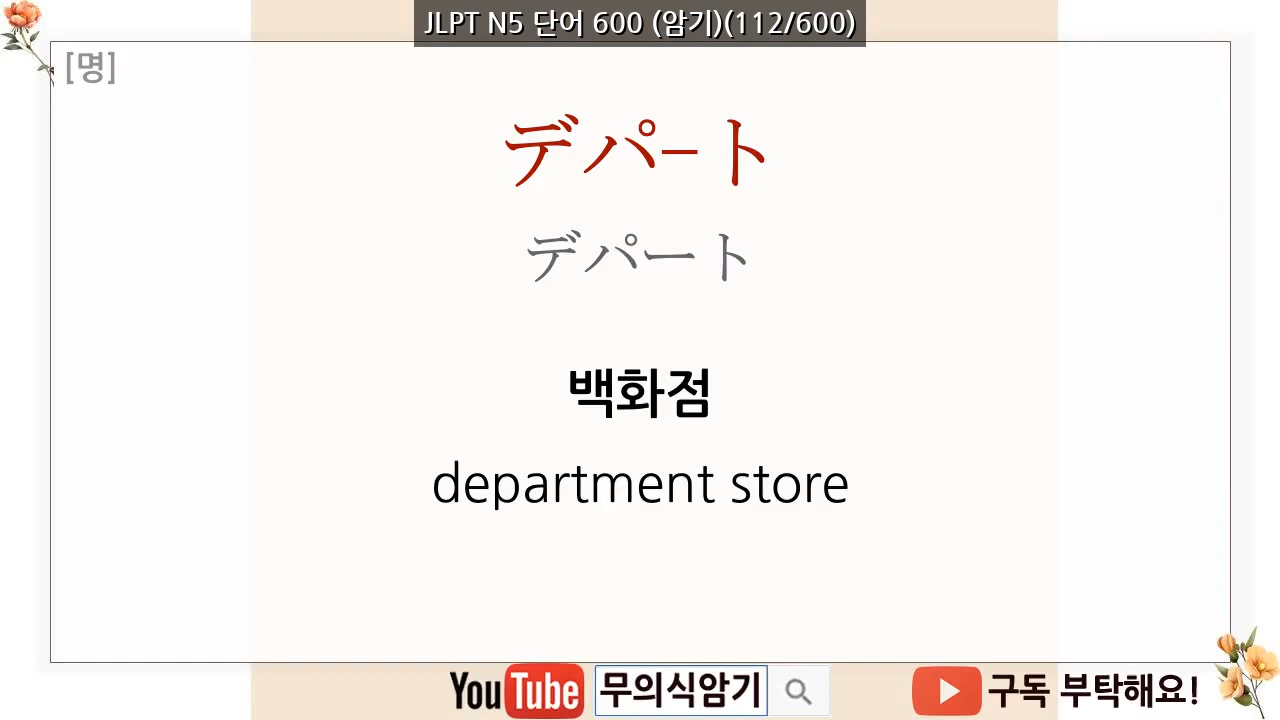 JLPT N5 단어 600 (암기)(112/600)
[명]
デパート
デパート
백화점
department store
YouTube 무의식암기
구독 부탁해요!